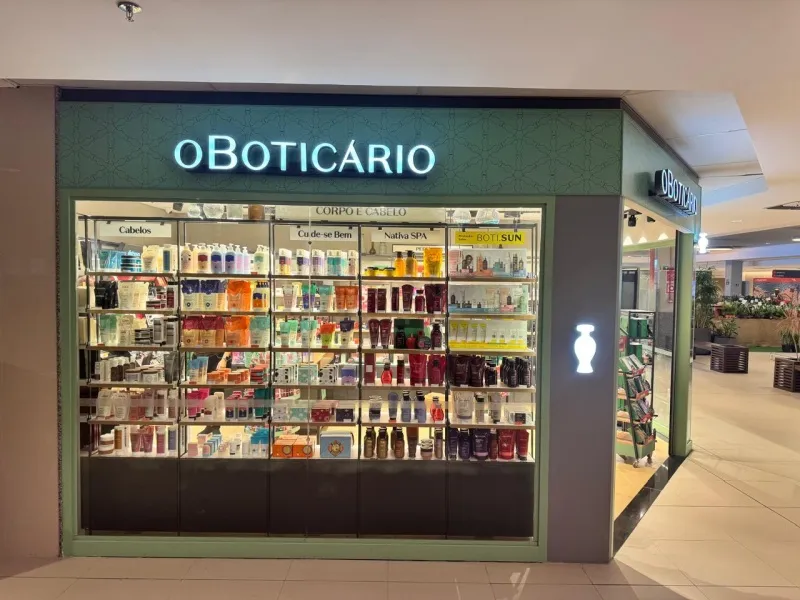 oBOTICÁRIO
oBOTICÁRIO
CORPO E CABELO
Cabelos
Cuide-se Bem
Nativa SPA
BOTI.SUN